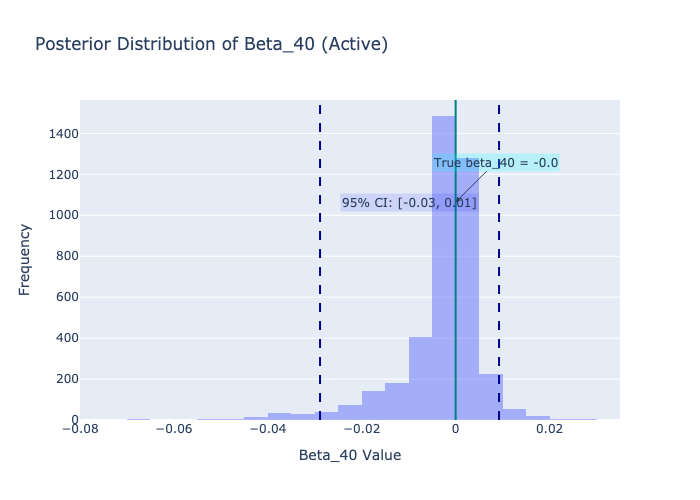 Posterior Distribution of Beta_40 (Active)
1400
1200
1000
800
600
400
200
0
Frequency
True beta_40 = -0.0
95% CI: [-0.03, 0.01]
−0.08
−0.06
−0.04
−0.02
0
0.02
Beta_40 Value